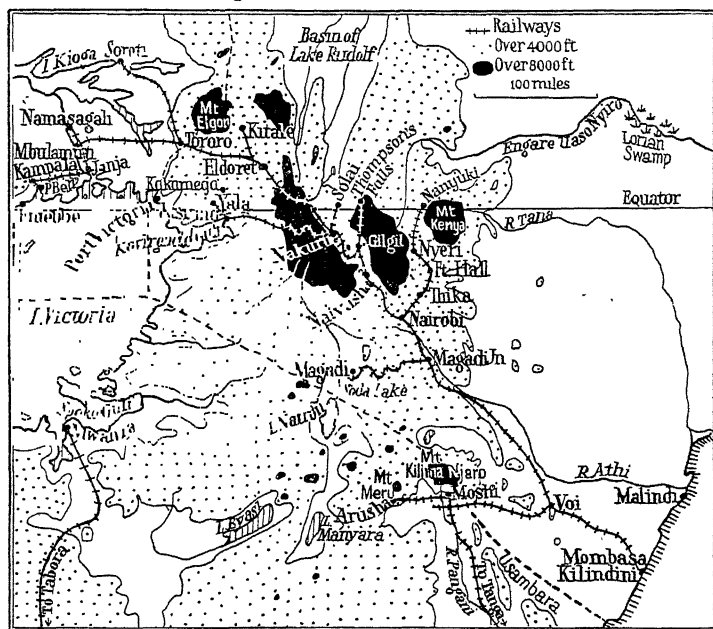 Railways
Over 4000 ft
Over 8000 ft
100 miles
Basin of
Lake Rudolf
L Kioga
Soroti
Namasagali
Mt
Elgon
Kitale
Tororo
Mbulamuti
Kampala
Jinja
P.Bell
Eldoret
Kakamega
Port Victoria
Solai
Thompsons
Falls
Nanyuki
Engare Uaso Nyiro
Lorian
Swamp
Equator
R Tana
Mt
Kenya
Gilgil
Nakuru
Nyeri
Ft. Hall
Thika
Naivasha
Nairobi
L.Victoria
Magadi
Magadi Jn
Soda Lake
L.Natron
Mwanza
Mt
Kilima Njaro
Mt
Meru
Moshi
Arusha
L.Eyasi
L.
Manyara
R Athi
Malindi
Voi
Mombasa
Kilindini
Usambara
R.Pangani
To Tanga
To Tabora